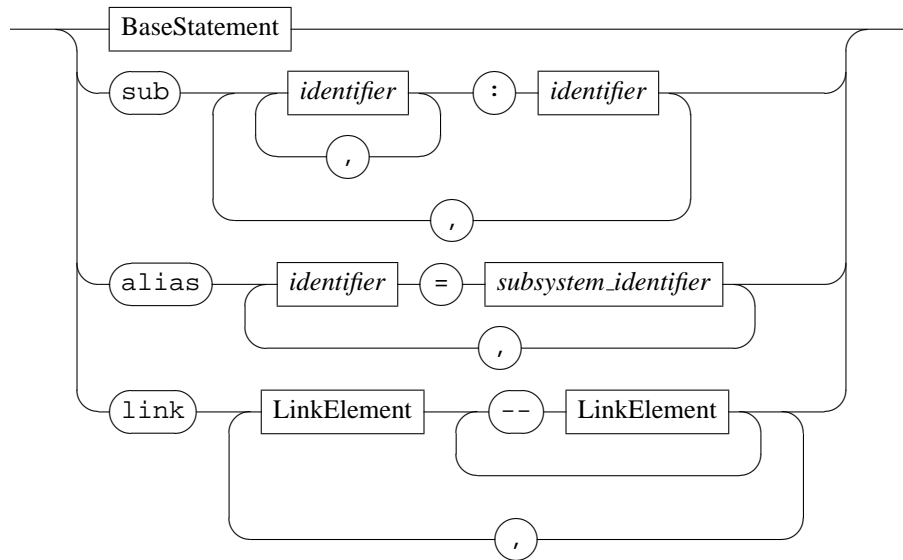 BaseStatement
sub identifier : identifier
,
,
alias identifier = subsystem_identifier
,
link LinkElement -- LinkElement
,